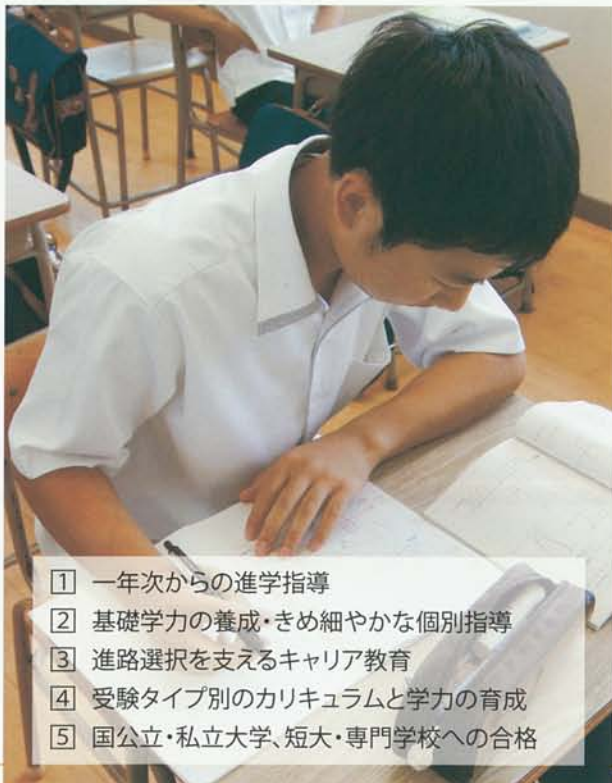 1 一年次からの進学指導
2 基礎学力の養成・きめ細やかな個別指導
3 進路選択を支えるキャリア教育
4 受験タイプ別のカリキュラムと学力の育成
5 国公立・私立大学、短大・専門学校への合格